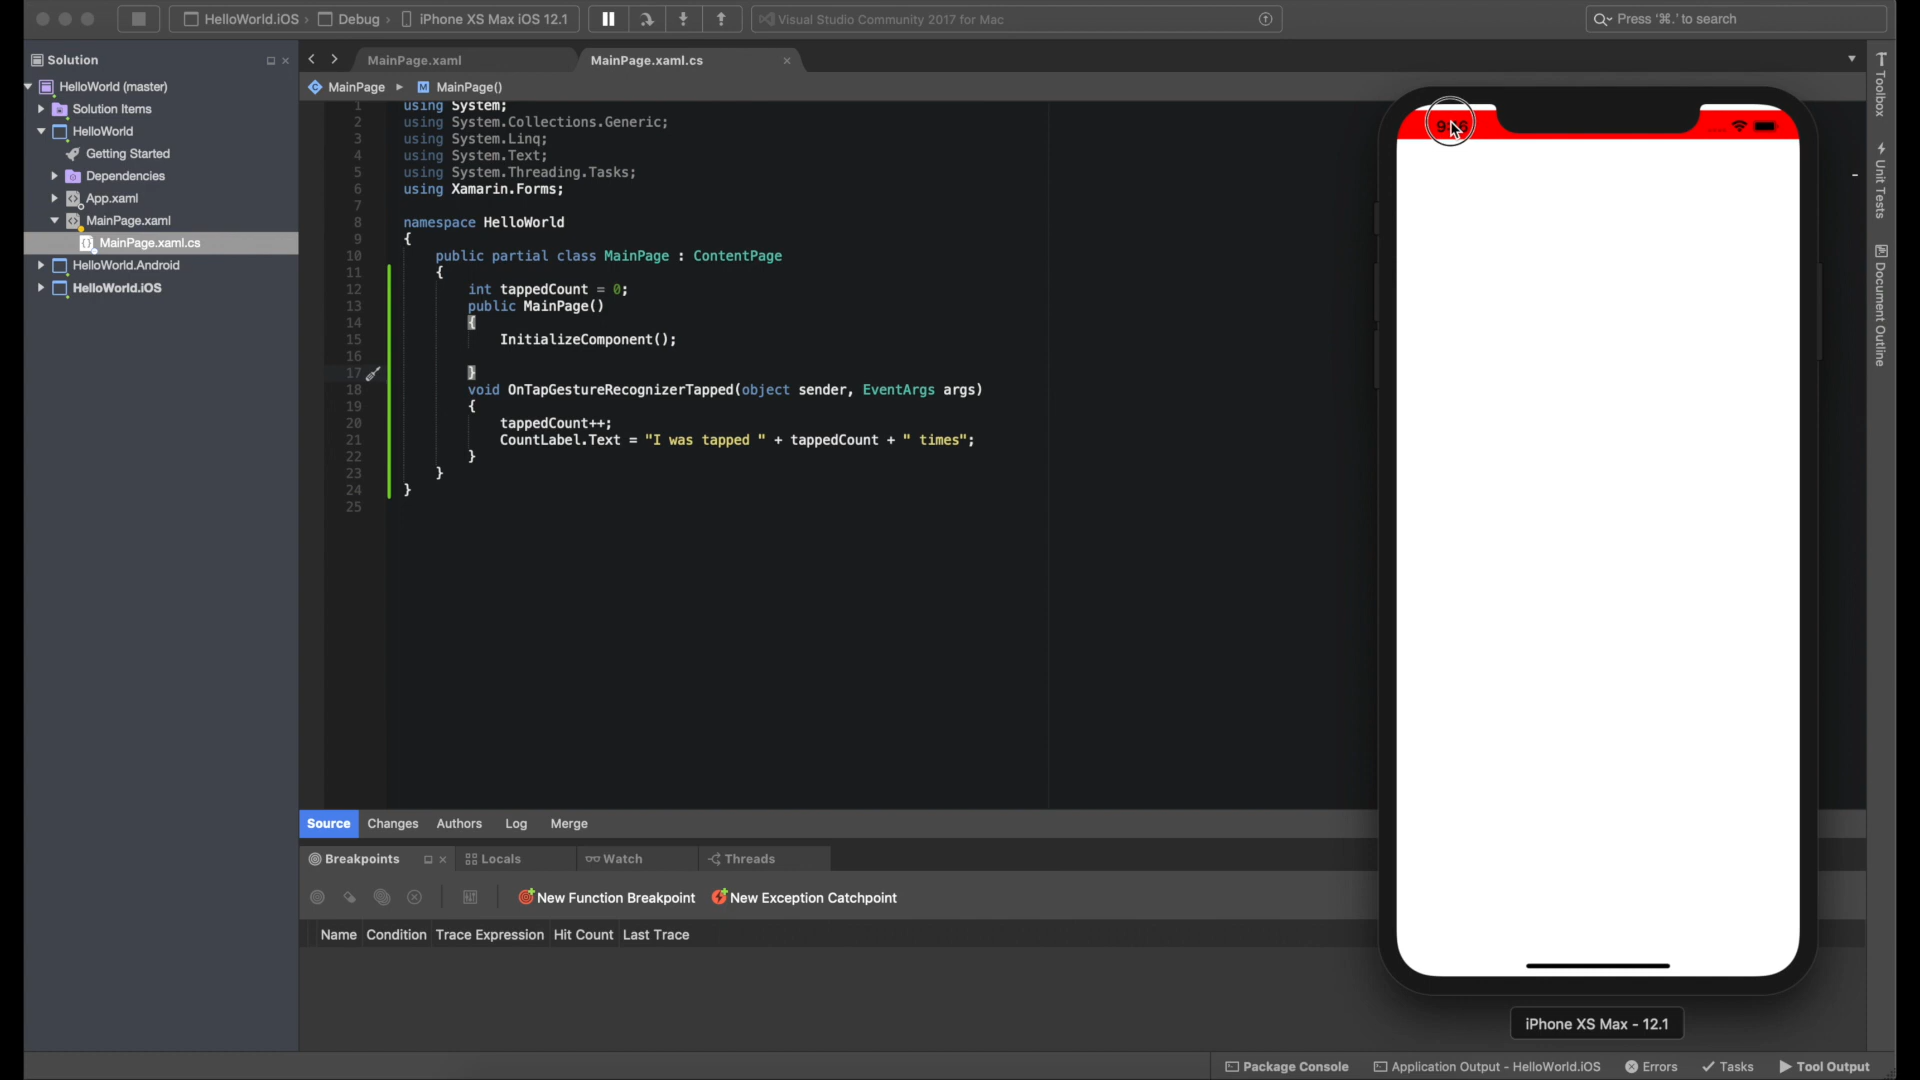 HelloWorld.iOS › Debug › iPhone XS Max iOS 12.1
Visual Studio Community 2017 for Mac
Press '⌘.' to search
Solution
HelloWorld (master)
Solution Items
HelloWorld
Getting Started
Dependencies
App.xaml
MainPage.xaml
MainPage.xaml.cs
HelloWorld.Android
HelloWorld.iOS
MainPage.xaml
MainPage.xaml.cs
MainPage ▸ MainPage()
1 using System;
2 using System.Collections.Generic;
3 using System.Linq;
4 using System.Text;
5 using System.Threading.Tasks;
6 using Xamarin.Forms;
7
8 namespace HelloWorld
9 {
10 public partial class MainPage : ContentPage
11 {
12 int tappedCount = 0;
13 public MainPage()
14 {
15 InitializeComponent();
16
17 }
18 void OnTapGestureRecognizerTapped(object sender, EventArgs args)
19 {
20 tappedCount++;
21 CountLabel.Text = "I was tapped " + tappedCount + " times";
22 }
23 }
24 }
25
Source Changes Authors Log Merge
Breakpoints Locals Watch Threads
New Function Breakpoint New Exception Catchpoint
Name Condition Trace Expression Hit Count Last Trace
Toolbox
Unit Tests
Document Outline
iPhone XS Max - 12.1
Package Console Application Output - HelloWorld.iOS Errors Tasks Tool Output